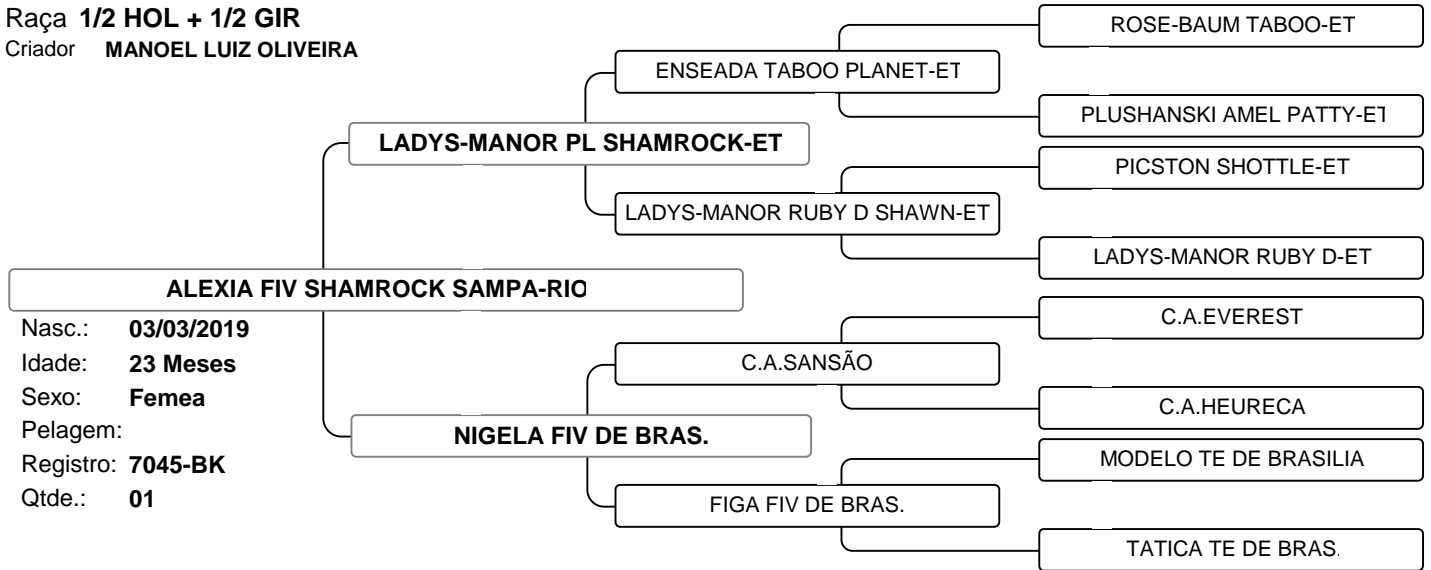 Raça 1/2 HOL + 1/2 GIR
Criador MANOEL LUIZ OLIVEIRA
ROSE-BAUM TABOO-ET
ENSEADA TABOO PLANET-ET
PLUSHANSKI AMEL PATTY-ET
LADYS-MANOR PL SHAMROCK-ET
PICSTON SHOTTLE-ET
LADYS-MANOR RUBY D SHAWN-ET
LADYS-MANOR RUBY D-ET
ALEXIA FIV SHAMROCK SAMPA-RIO
Nasc.: 03/03/2019
Idade: 23 Meses
Sexo: Femea
Pelagem:
Registro: 7045-BK
Qtde.: 01
C.A.EVEREST
C.A.SANSÃO
C.A.HEURECA
NIGELA FIV DE BRAS.
MODELO TE DE BRASILIA
FIGA FIV DE BRAS.
TATICA TE DE BRAS.